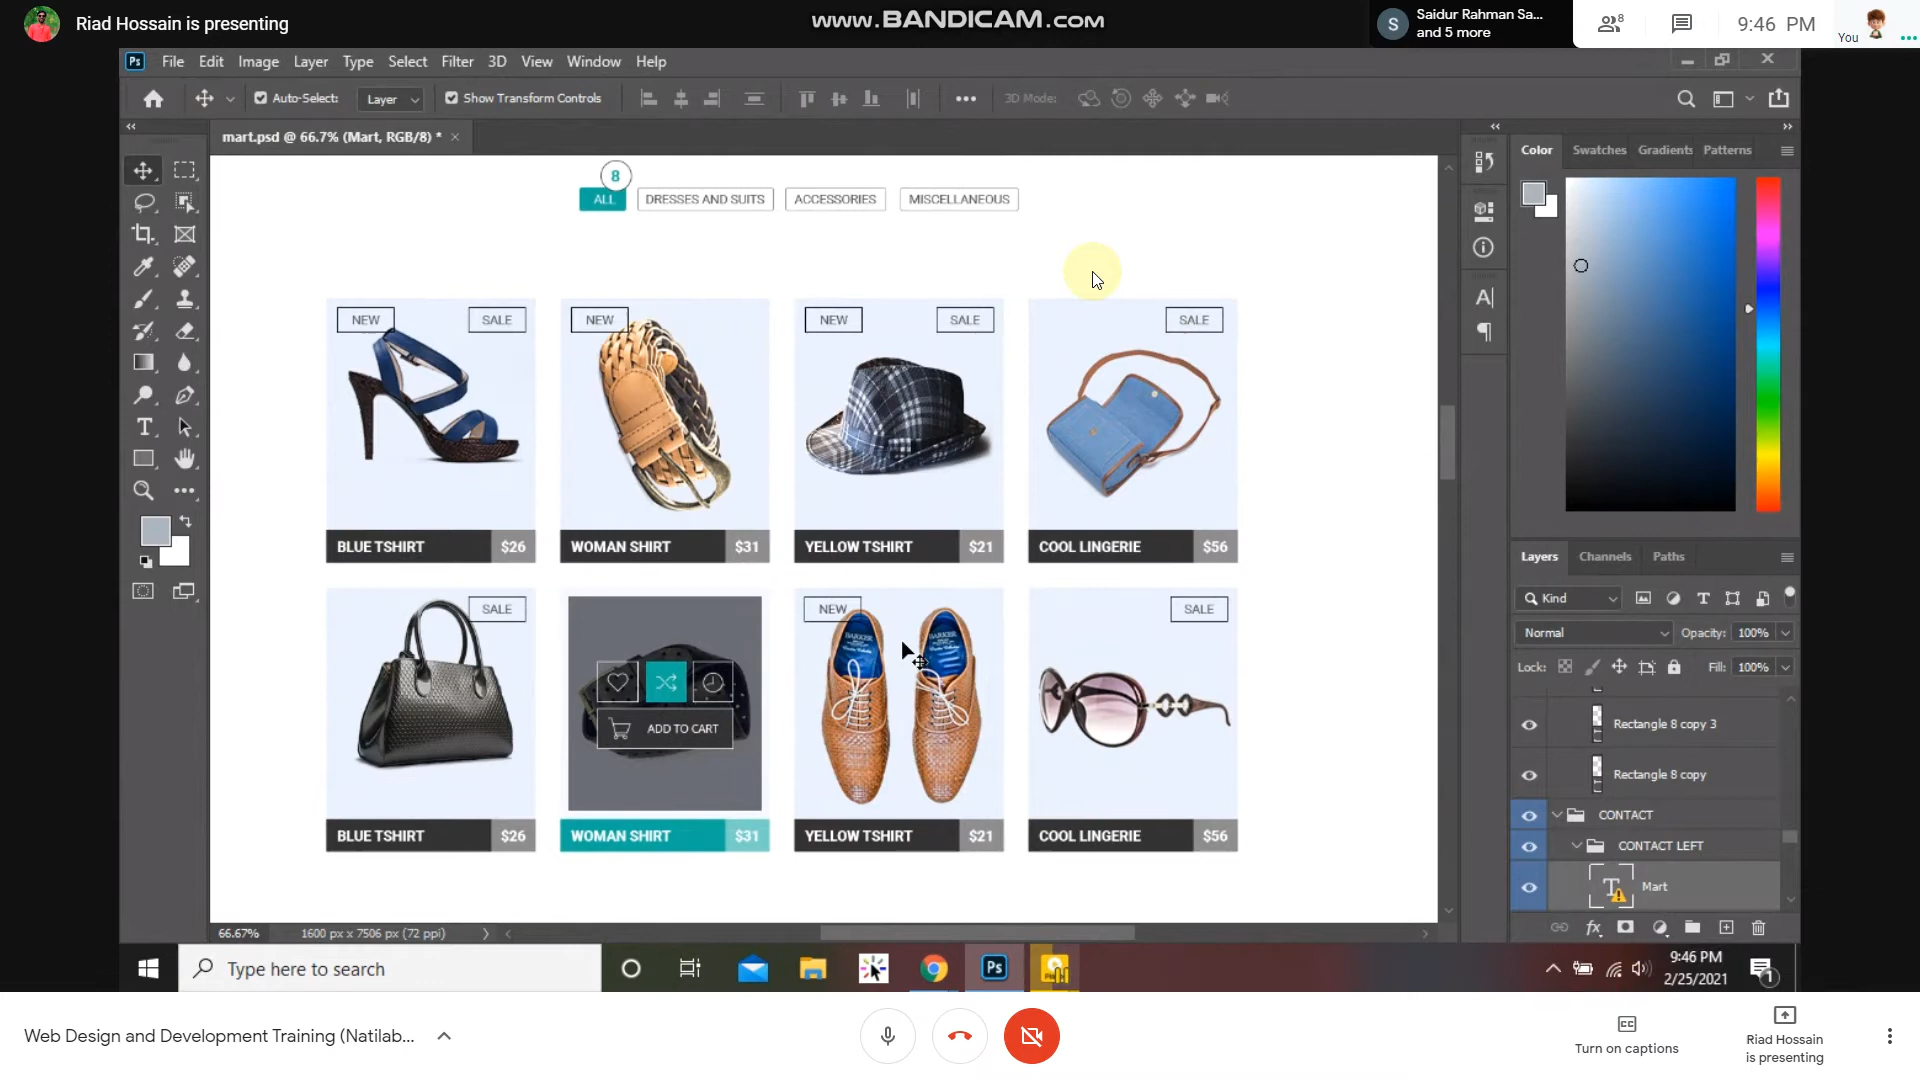 Riad Hossain is presenting
www.BANDICAM.com
S
Saidur Rahman Sa...
and 5 more
8
9:46 PM
You
Ps
File Edit Image Layer Type Select Filter 3D View Window Help
Auto-Select: Layer Show Transform Controls 3D Mode:
mart.psd @ 66.7% (Mart, RGB/8) *
Color Swatches Gradients Patterns
8
ALL DRESSES AND SUITS ACCESSORIES MISCELLANEOUS
NEW SALE NEW NEW SALE SALE
BLUE TSHIRT $26 WOMAN SHIRT $31 YELLOW TSHIRT $21 COOL LINGERIE $56
SALE NEW SALE
BARKER BARKER
ADD TO CART
BLUE TSHIRT $26 WOMAN SHIRT $31 YELLOW TSHIRT $21 COOL LINGERIE $56
Layers Channels Paths
Kind
Normal Opacity: 100%
Lock: Fill: 100%
Rectangle 8 copy 3
Rectangle 8 copy
CONTACT
CONTACT LEFT
Mart
66.67% 1600 px x 7506 px (72 ppi)
Type here to search
Ps
9:46 PM
2/25/2021
1
Web Design and Development Training (Natilab...
Turn on captions
Riad Hossain
is presenting